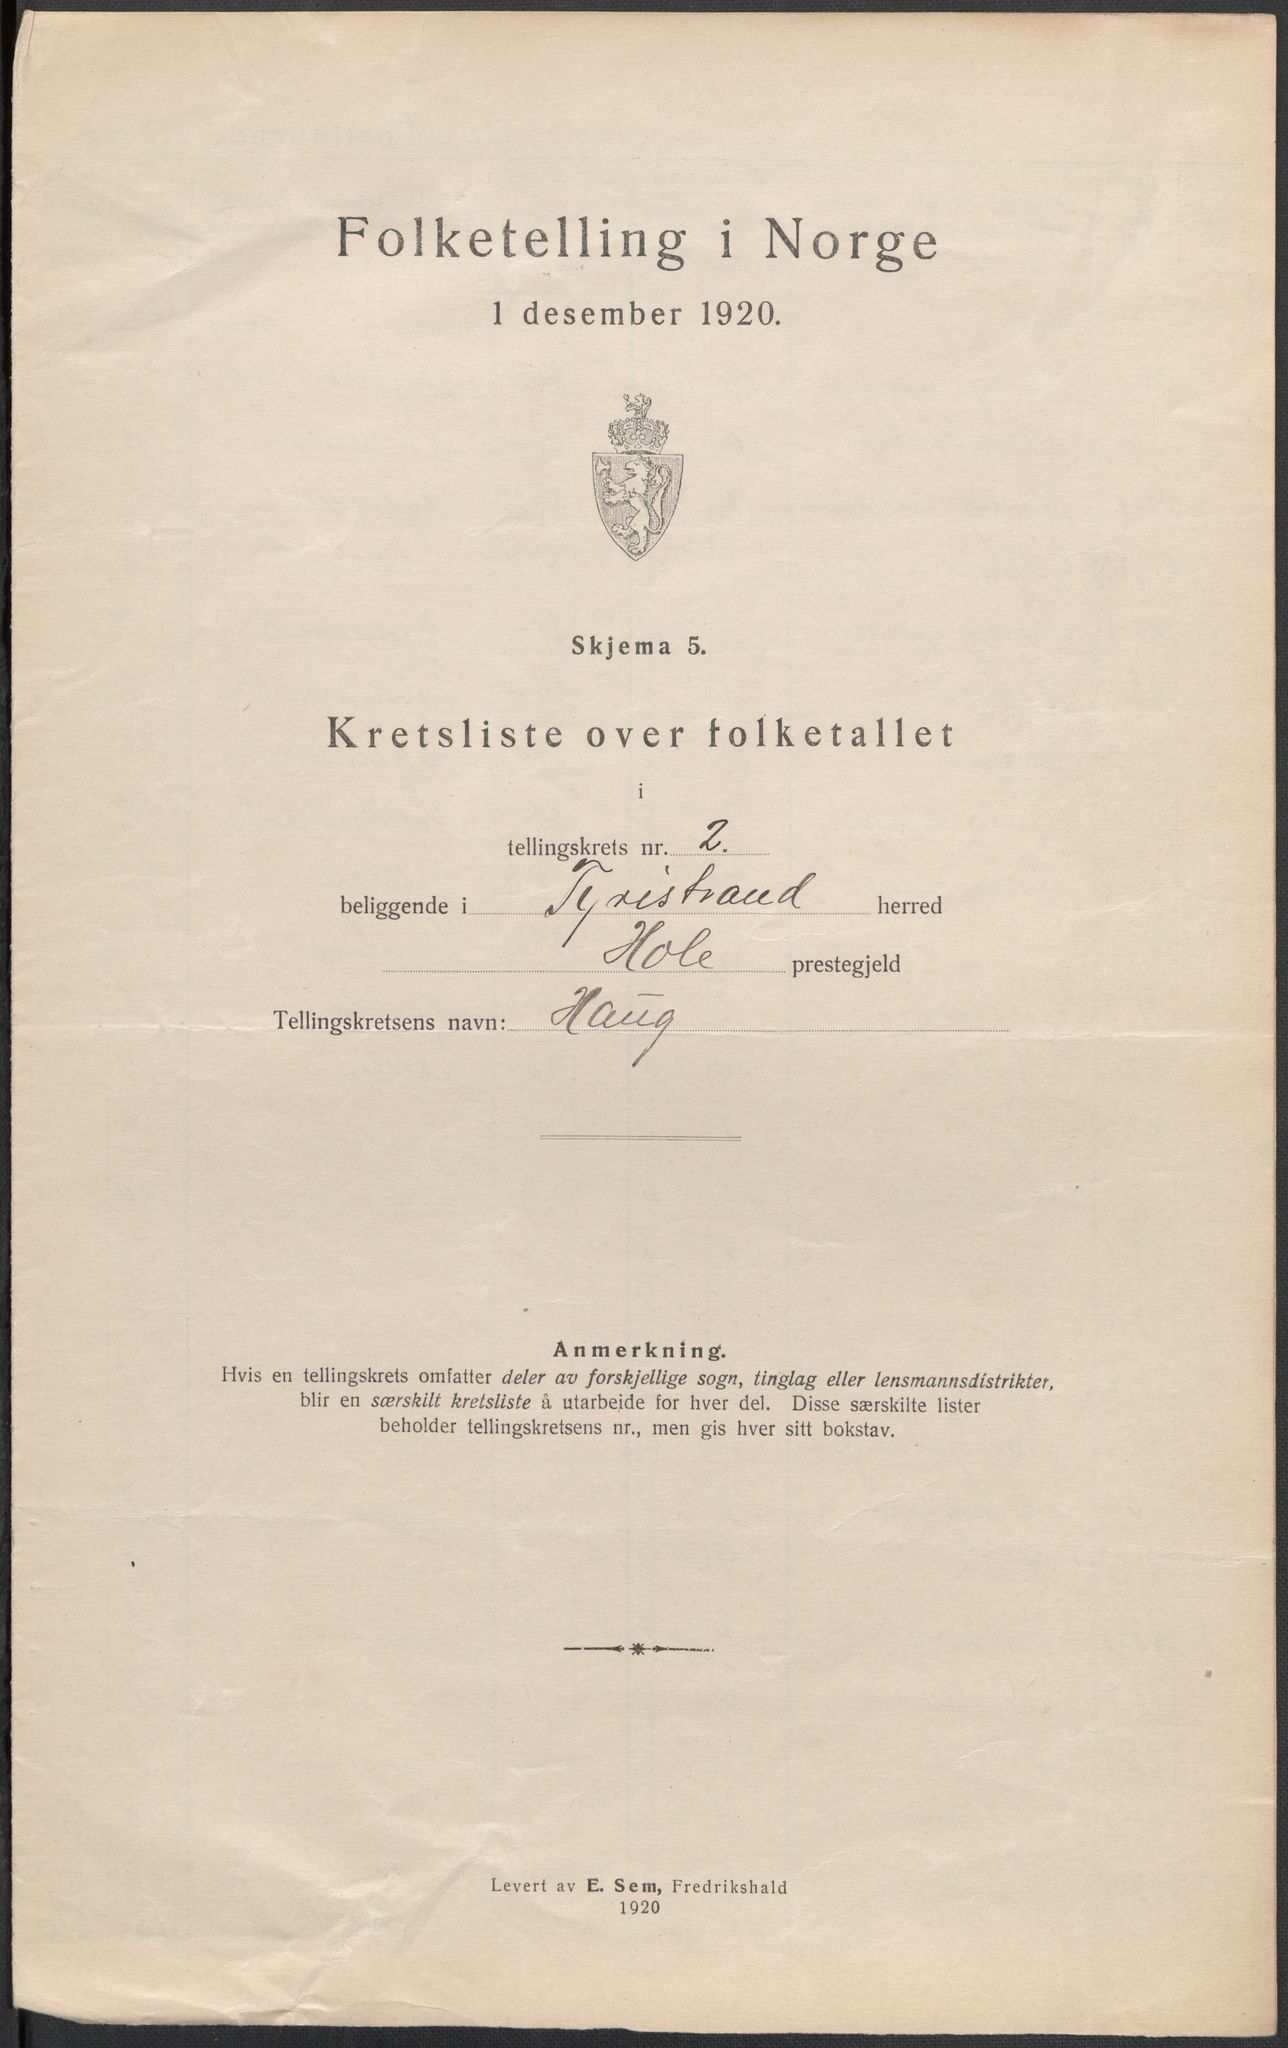 Folketelling i Norge
1 desember 1920.
Skjema 5.
Kretsliste over folketallet
i
tellingskrets nr. 2.
beliggende i Tyristrand herred
Hole prestegjeld
Tellingskretsens navn: Haug
Anmerkning.
Hvis en tellingskrets omfatter deler av forskjellige sogn, tinglag eller lensmannsdistrikter,
blir en særskilt kretsliste å utarbeide for hver del. Disse særskilte lister
beholder tellingskretsens nr., men gis hver sitt bokstav.
Levert av E. Sem, Fredrikshald
1920